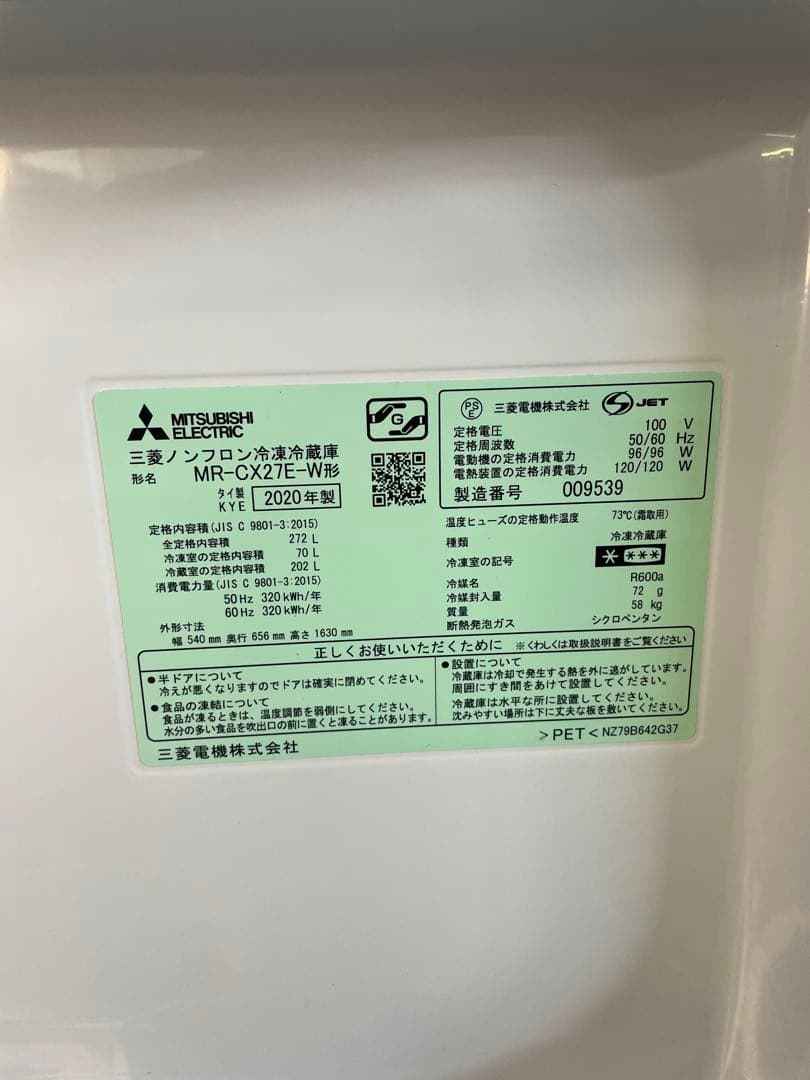 MITSUBISHI
ELECTRIC
三菱ノンフロン冷凍冷蔵庫
形名 MR-CX27E-W形
タイ製
KYE 2020年製
G
定格内容積(JIS C 9801-3:2015)
全定格内容積 272 L
冷凍室の定格内容積 70 L
冷蔵室の定格内容積 202 L
消費電力量(JIS C 9801-3:2015)
50Hz 320kWh/年
60Hz 320kWh/年
外形寸法
幅 540 mm 奥行 656 mm 高さ 1630 mm
PS
E 三菱電機株式会社 S JET
定格電圧 100 V
定格周波数 50/60 Hz
電動機の定格消費電力 96/96 W
電熱装置の定格消費電力 120/120 W
製造番号 009539
温度ヒューズの定格動作温度 73℃(霜取用)
種類 冷凍冷蔵庫
冷凍室の記号 * ***
冷媒名 R600a
冷媒封入量 72 g
質量 58 kg
断熱発泡ガス シクロペンタン
正しくお使いいただくために ※くわしくは取扱説明書をご覧ください
●半ドアについて
冷えが悪くなりますのでドアは確実に閉めてください。
●食品の凍結について
食品が凍るときは、温度調節を弱側にしてください。
水分の多い食品を吹出口の前に置くと凍ることがあります。
●設置について
冷蔵庫は冷却で発生する熱を外に逃がしています。
周囲にすき間をあけて設置してください。
冷蔵庫は水平な所に設置してください。
沈みやすい場所は下に丈夫な板を敷いてください。
三菱電機株式会社
>PET< NZ79B642G37